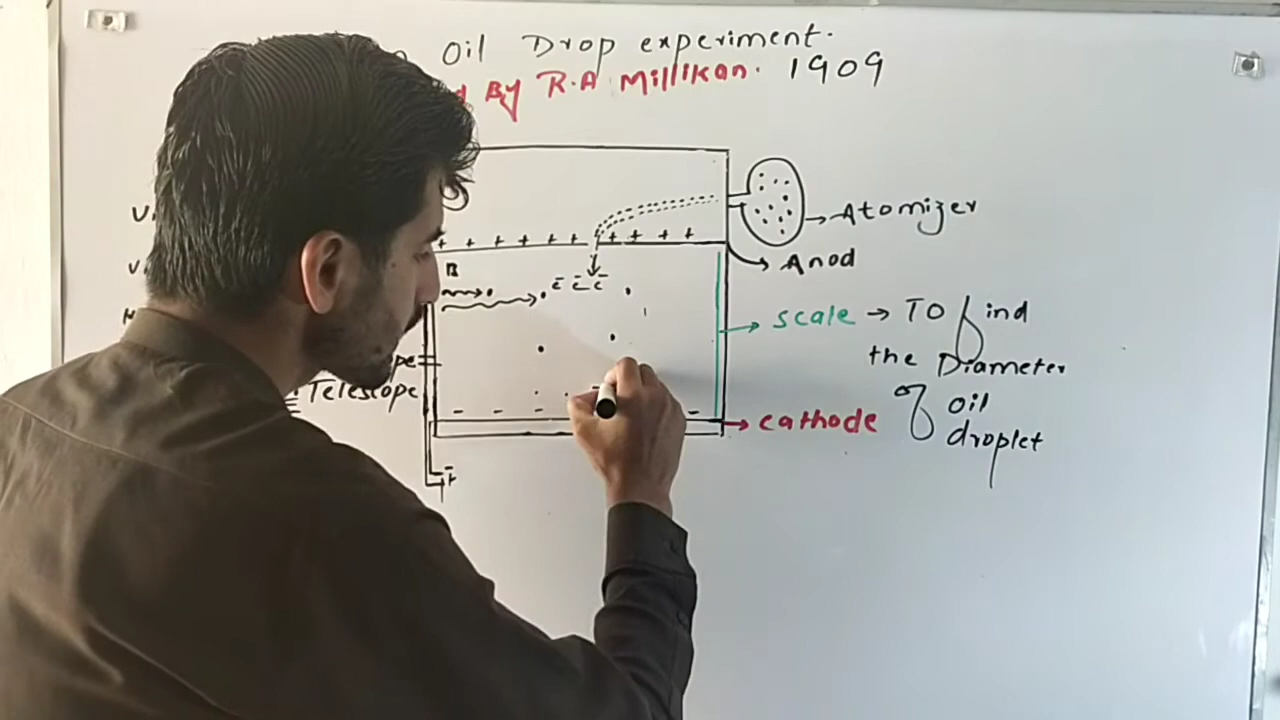 Oil Drop experiment.
By R.A Millikan. 1909
→ Atomizer
+ + + + + + + + + +
→ Anod
B
ē ē ē
→ scale → To find
the Diameter
of oil
droplet
Telescope
- - - -
→ cathode